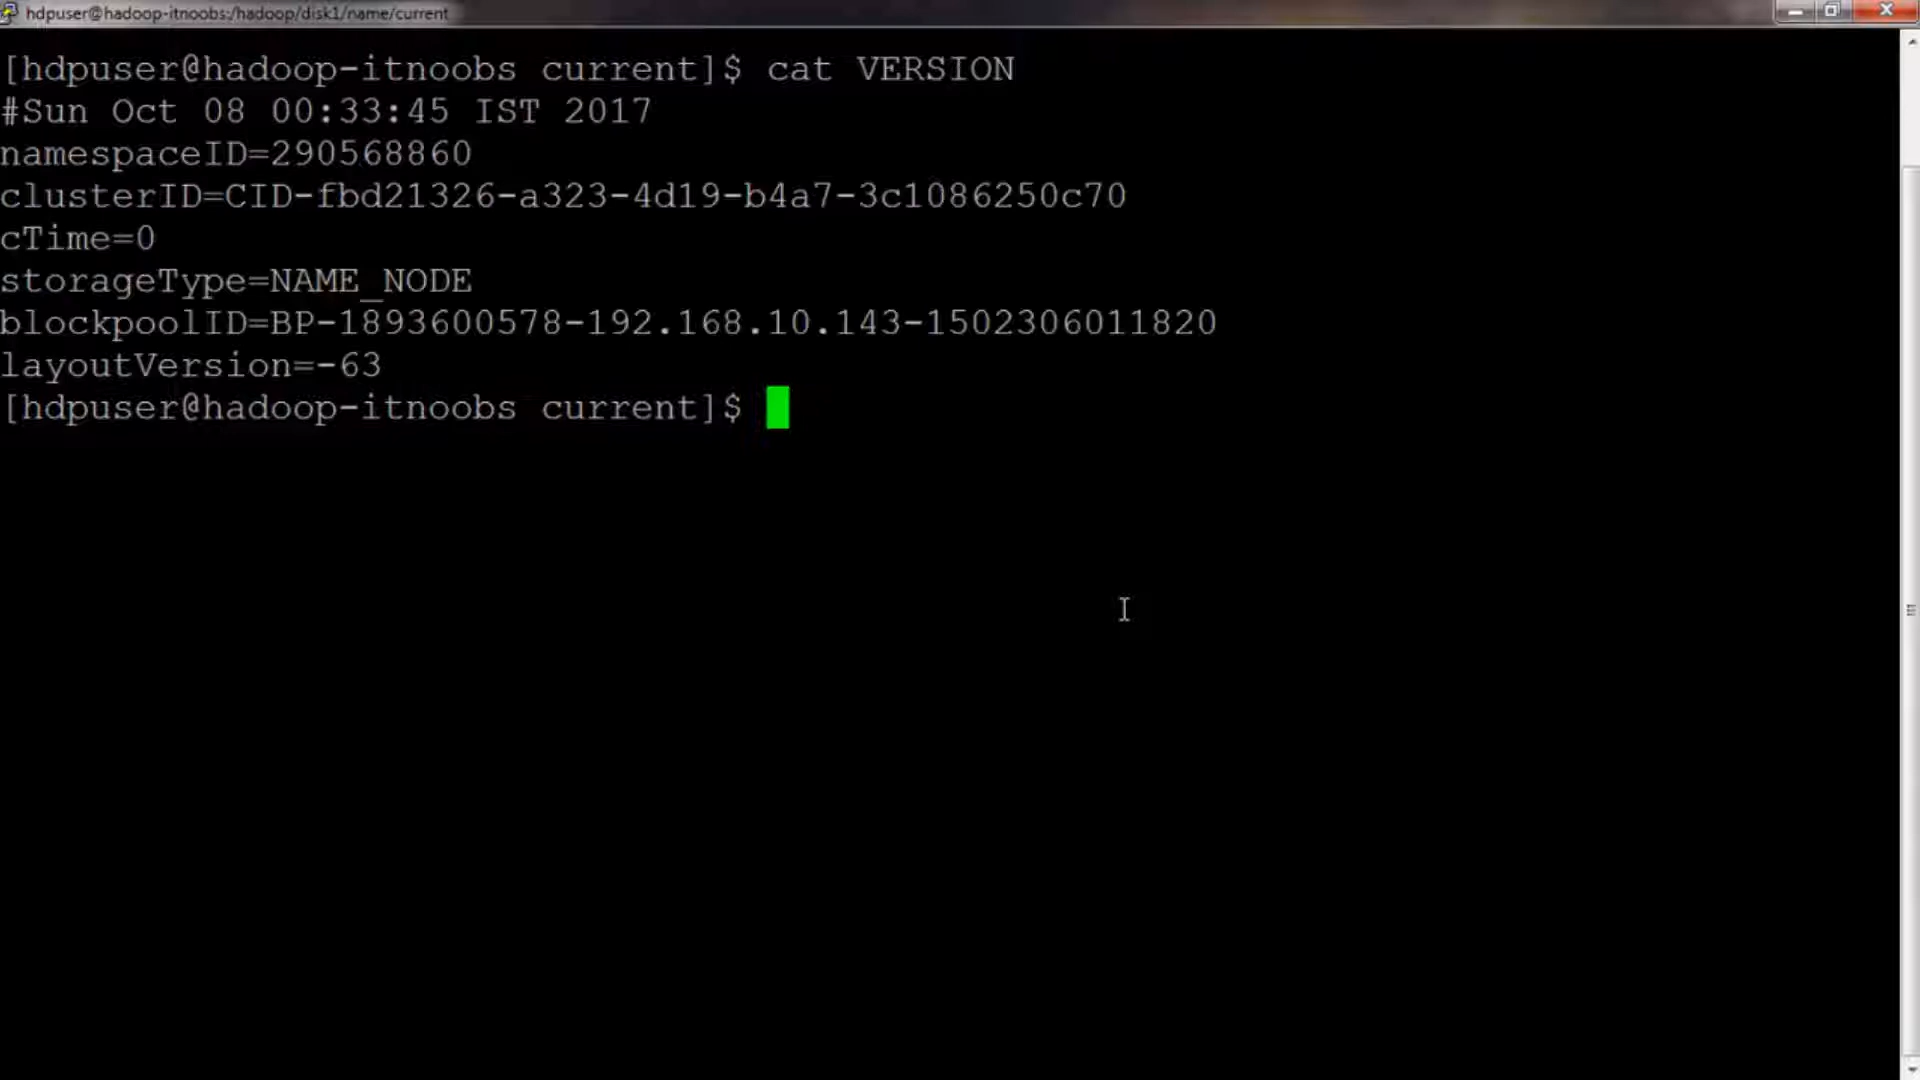 hdpuser@hadoop-itnoobs:/hadoop/disk1/name/current
[hdpuser@hadoop-itnoobs current]$ cat VERSION
#Sun Oct 08 00:33:45 IST 2017
namespaceID=290568860
clusterID=CID-fbd21326-a323-4d19-b4a7-3c1086250c70
cTime=0
storageType=NAME_NODE
blockpoolID=BP-1893600578-192.168.10.143-1502306011820
layoutVersion=-63
[hdpuser@hadoop-itnoobs current]$